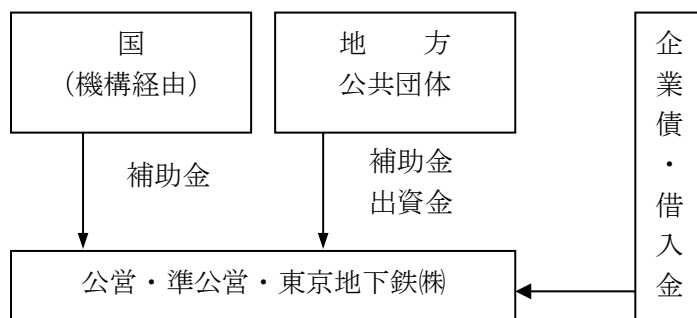 国
（機構経由）
地　　方
公共団体
補助金
補助金
出資金
公営・準公営・東京地下鉄㈱
企業債・借入金